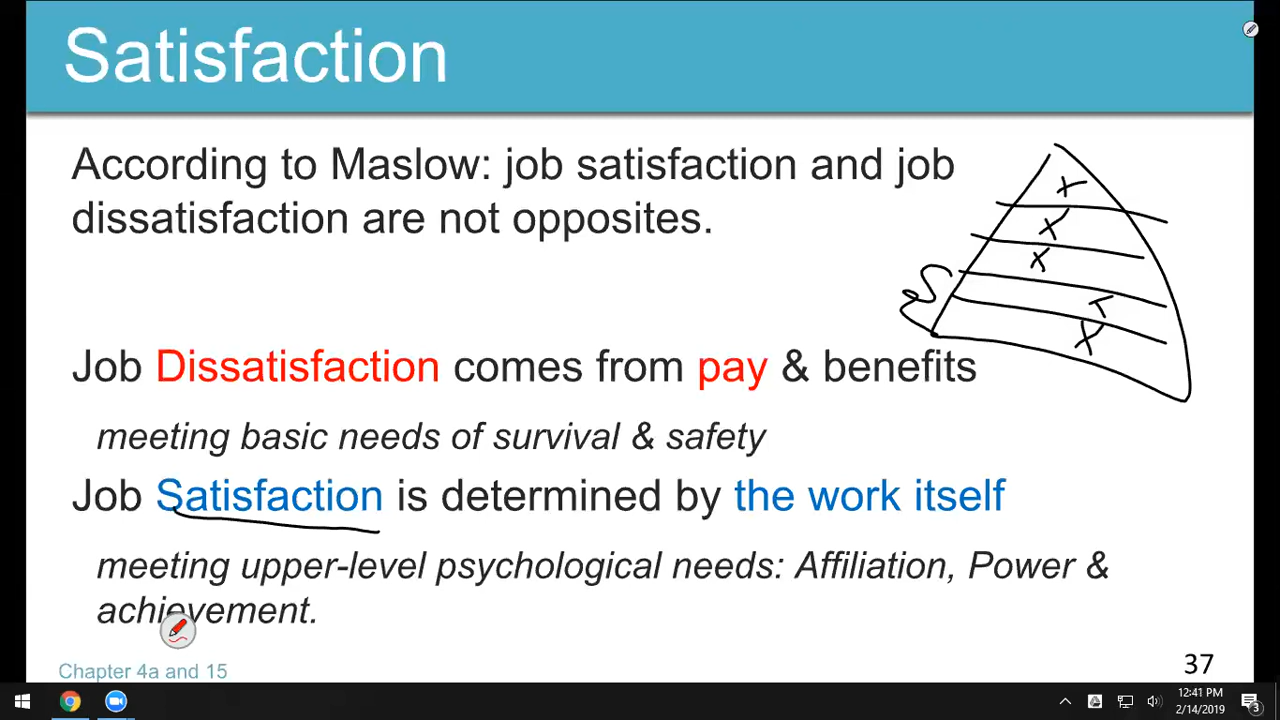 Satisfaction
According to Maslow: job satisfaction and job
dissatisfaction are not opposites.
Job Dissatisfaction comes from pay & benefits
meeting basic needs of survival & safety
Job Satisfaction is determined by the work itself
meeting upper-level psychological needs: Affiliation, Power &
achievement.
Chapter 4a and 15
37
12:41 PM
2/14/2019
3